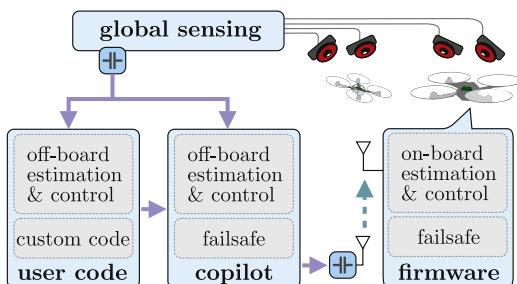 global sensing
off-board
estimation
& control
custom code
user code
off-board
estimation
& control
failsafe
copilot
on-board
estimation
& control
failsafe
firmware